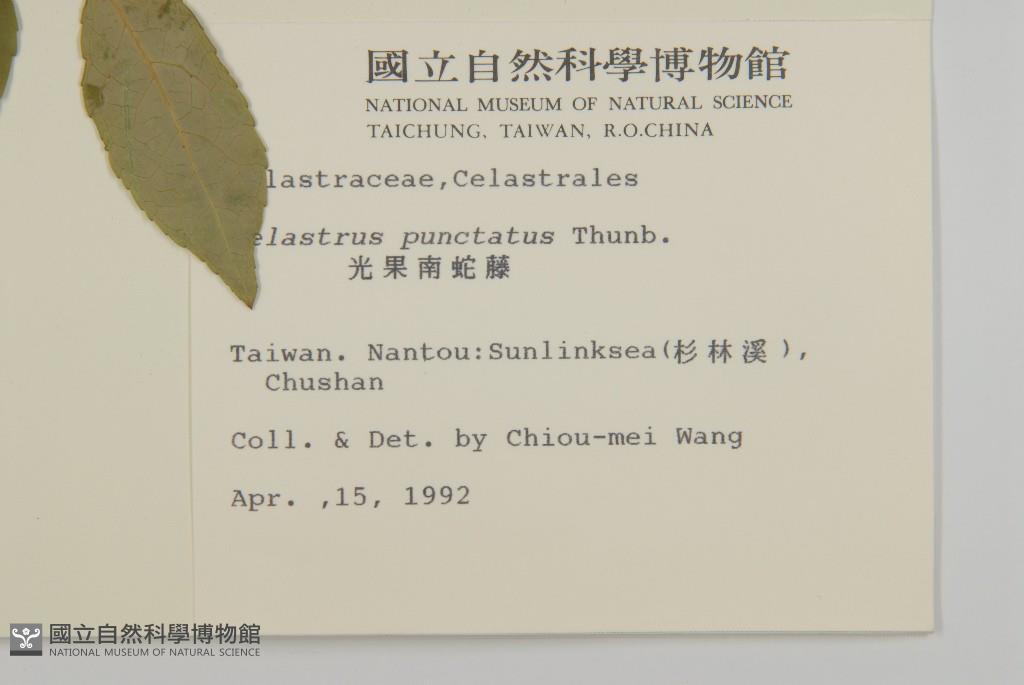 國立自然科學博物館
NATIONAL MUSEUM OF NATURAL SCIENCE
TAICHUNG, TAIWAN, R.O.CHINA
lastraceae,Celastrales
elastrus punctatus Thunb.
光果南蛇藤
Taiwan. Nantou:Sunlinksea(杉林溪),
Chushan
Coll. & Det. by Chiou-mei Wang
Apr. ,15, 1992
國立自然科學博物館
NATIONAL MUSEUM OF NATURAL SCIENCE